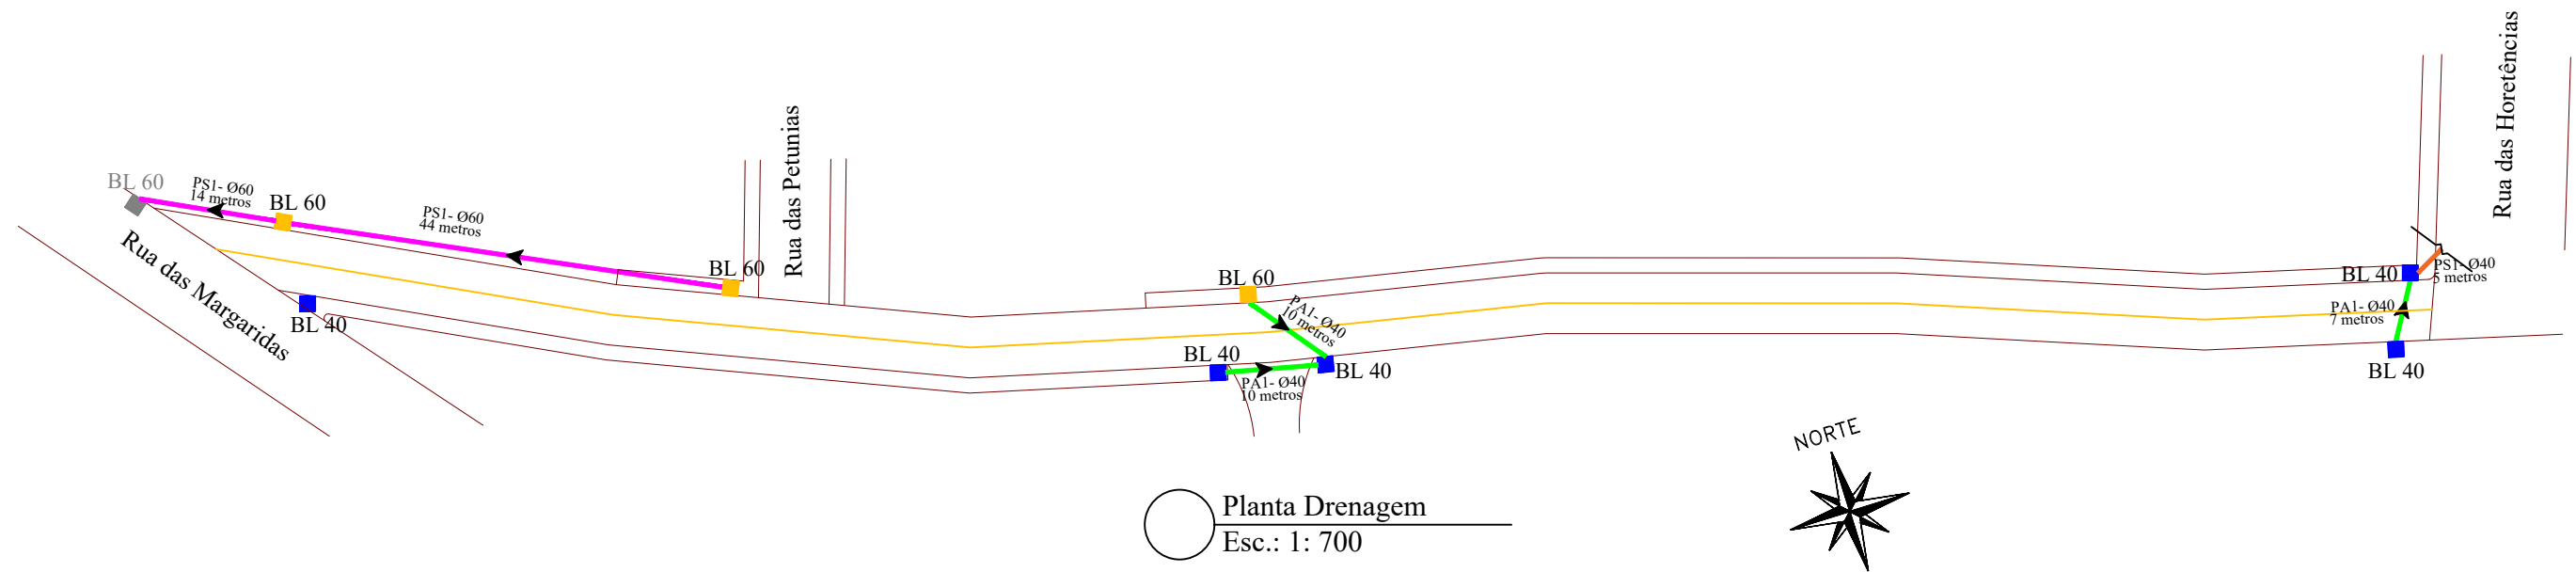 BL 60
PS1- Ø60
14 metros
BL 60
PS1- Ø60
44 metros
BL 60
Rua das Petunias
Rua das Margaridas
BL 40
BL 60
PA1- Ø40
10 metros
BL 40
PA1- Ø40
10 metros
BL 40
Rua das Horetências
BL 40
PS1- Ø40
5 metros
PA1- Ø40
7 metros
BL 40
NORTE
Planta Drenagem
Esc.: 1: 700